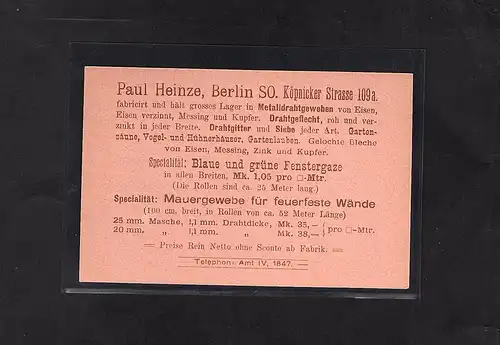 Paul Heinze, Berlin SO. Köpnicker Strasse 109a.
fabricirt und hält grosses Lager in Metalldrahtgeweben von Eisen,
Eisen verzinnt, Messing und Kupfer. Drahtgeflecht, roh und ver-
zinkt in jeder Breite. Drahtgitter und Siebe jeder Art. Garten-
zäune, Vogel- und Hühnerhäuser, Gartenlauben. Gelochte Bleche
von Eisen, Messing, Zink und Kupfer.
Specialität: Blaue und grüne Fenstergaze
in allen Breiten, Mk. 1,05 pro □-Mtr.
(Die Rollen sind ca. 25 Meter lang.)
Specialität: Mauergewebe für feuerfeste Wände
(100 cm. breit, in Rollen von ca. 52 Meter Länge)
25 mm. Masche, 1,1 mm. Drahtdicke, Mk. 35,— } pro □-Mtr.
20 mm. „ 1,1 mm. „ Mk. 38,—
Preise Rein Netto ohne Sconto ab Fabrik.
Telephon: Amt IV, 1847.